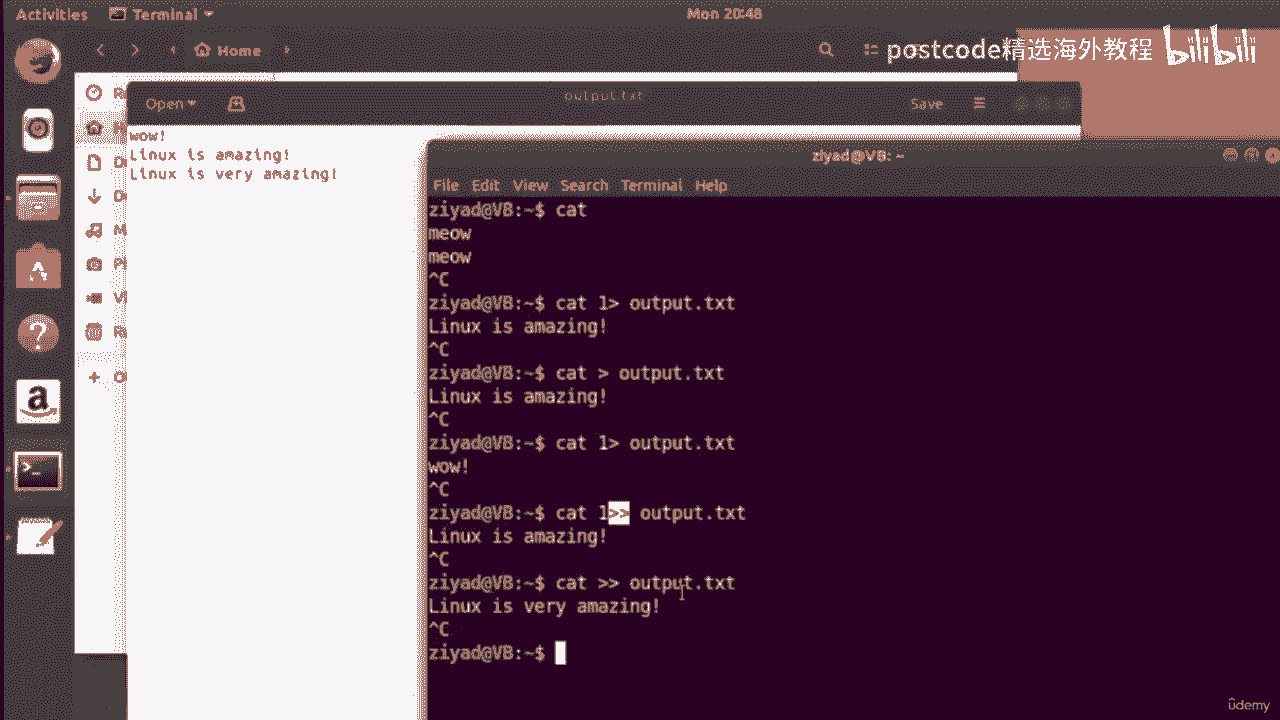 Activities Terminal Mon 20:48
Home
postcode精选海外教程 bilibili
Open output.txt Save
wow!
Linux is amazing!
Linux is very amazing!
ziyad@VB: ~
File Edit View Search Terminal Help
ziyad@VB:~$ cat
meow
meow
^C
ziyad@VB:~$ cat 1> output.txt
Linux is amazing!
^C
ziyad@VB:~$ cat > output.txt
Linux is amazing!
^C
ziyad@VB:~$ cat 1> output.txt
wow!
^C
ziyad@VB:~$ cat 1>> output.txt
Linux is amazing!
^C
ziyad@VB:~$ cat >> output.txt
Linux is very amazing!
^C
ziyad@VB:~$
ûdemy